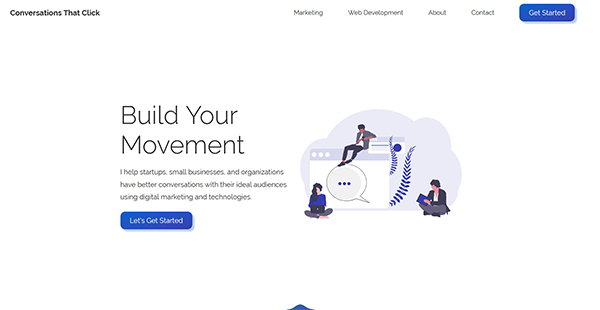 Conversations That Click
Marketing
Web Development
About
Contact
Get Started
Build Your
Movement
I help startups, small businesses, and organizations
have better conversations with their ideal audiences
using digital marketing and technologies.
Let's Get Started